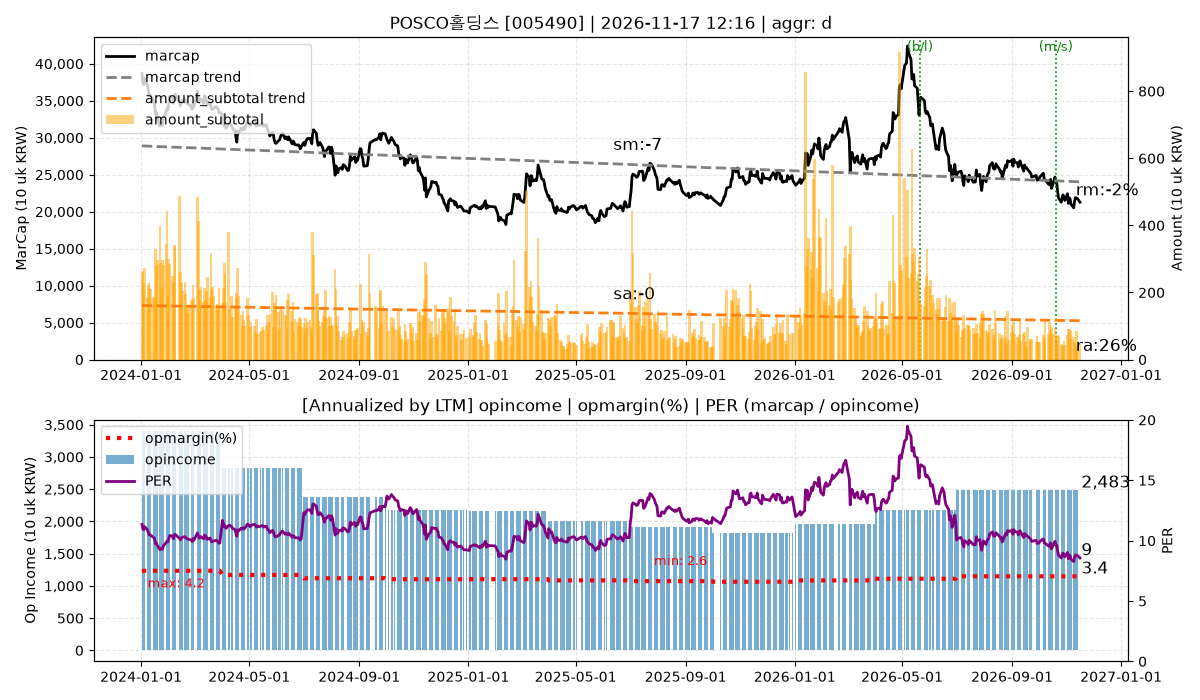 POSCO홀딩스 [005490] | 2026-11-17 12:16 | aggr: d
marcap
marcap trend
amount_subtotal trend
amount_subtotal
(b/l)
(m/s)
sm:-7
rm:-2%
sa:-0
ra:26%
MarCap (10 uk KRW)
40,000
35,000
30,000
25,000
20,000
15,000
10,000
5,000
0
Amount (10 uk KRW)
800
600
400
200
0
2024-01-01
2024-05-01
2024-09-01
2025-01-01
2025-05-01
2025-09-01
2026-01-01
2026-05-01
2026-09-01
2027-01-01
[Annualized by LTM] opincome | opmargin(%) | PER (marcap / opincome)
opmargin(%)
opincome
PER
max: 4.2
min: 2.6
2,483
9
3.4
Op Income (10 uk KRW)
3,500
3,000
2,500
2,000
1,500
1,000
500
0
PER
20
15
10
5
0
2024-01-01
2024-05-01
2024-09-01
2025-01-01
2025-05-01
2025-09-01
2026-01-01
2026-05-01
2026-09-01
2027-01-01